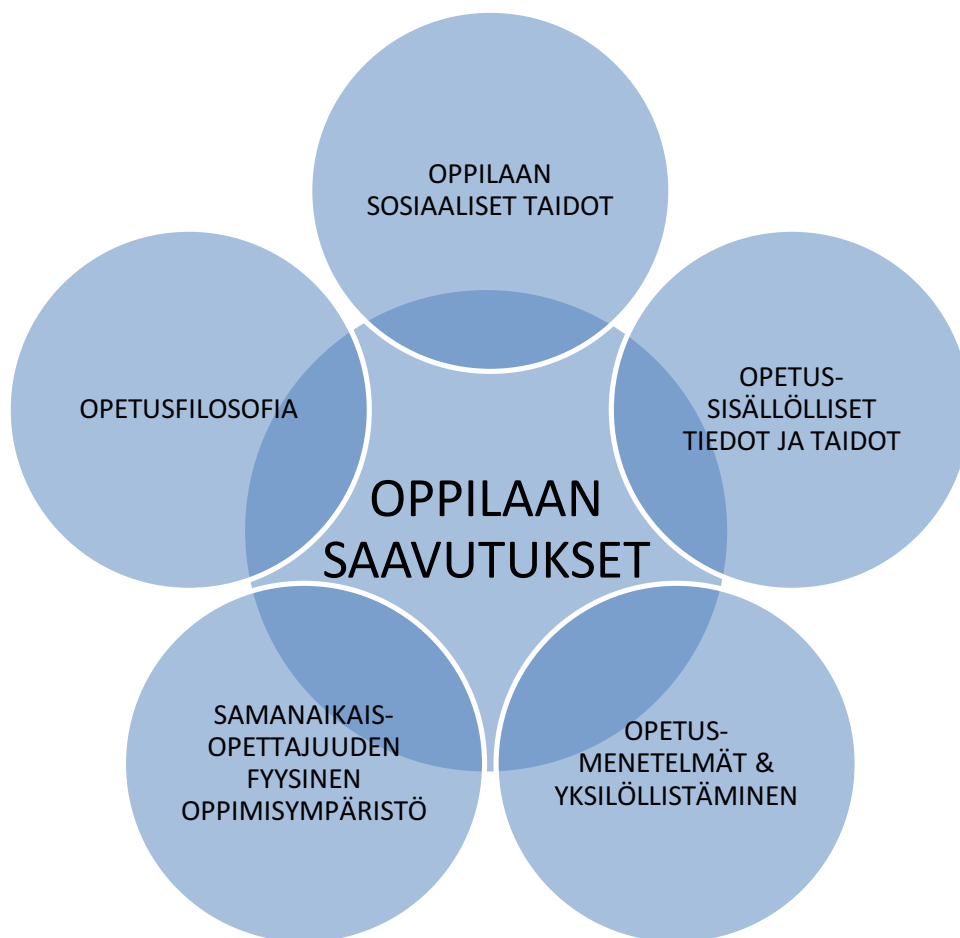 OPPILAAN
SOSIAALISET TAIDOT
OPETUS-
SISÄLLÖLLISET
TIEDOT JA TAIDOT
OPETUSFILOSOFIA
OPPILAAN
SAAVUTUKSET
SAMANAIKAIS-
OPETTAJUUDEN
FYYSINEN
OPPIMISYMPÄRISTÖ
OPETUS-
MENETELMÄT &
YKSILÖLLISTÄMINEN